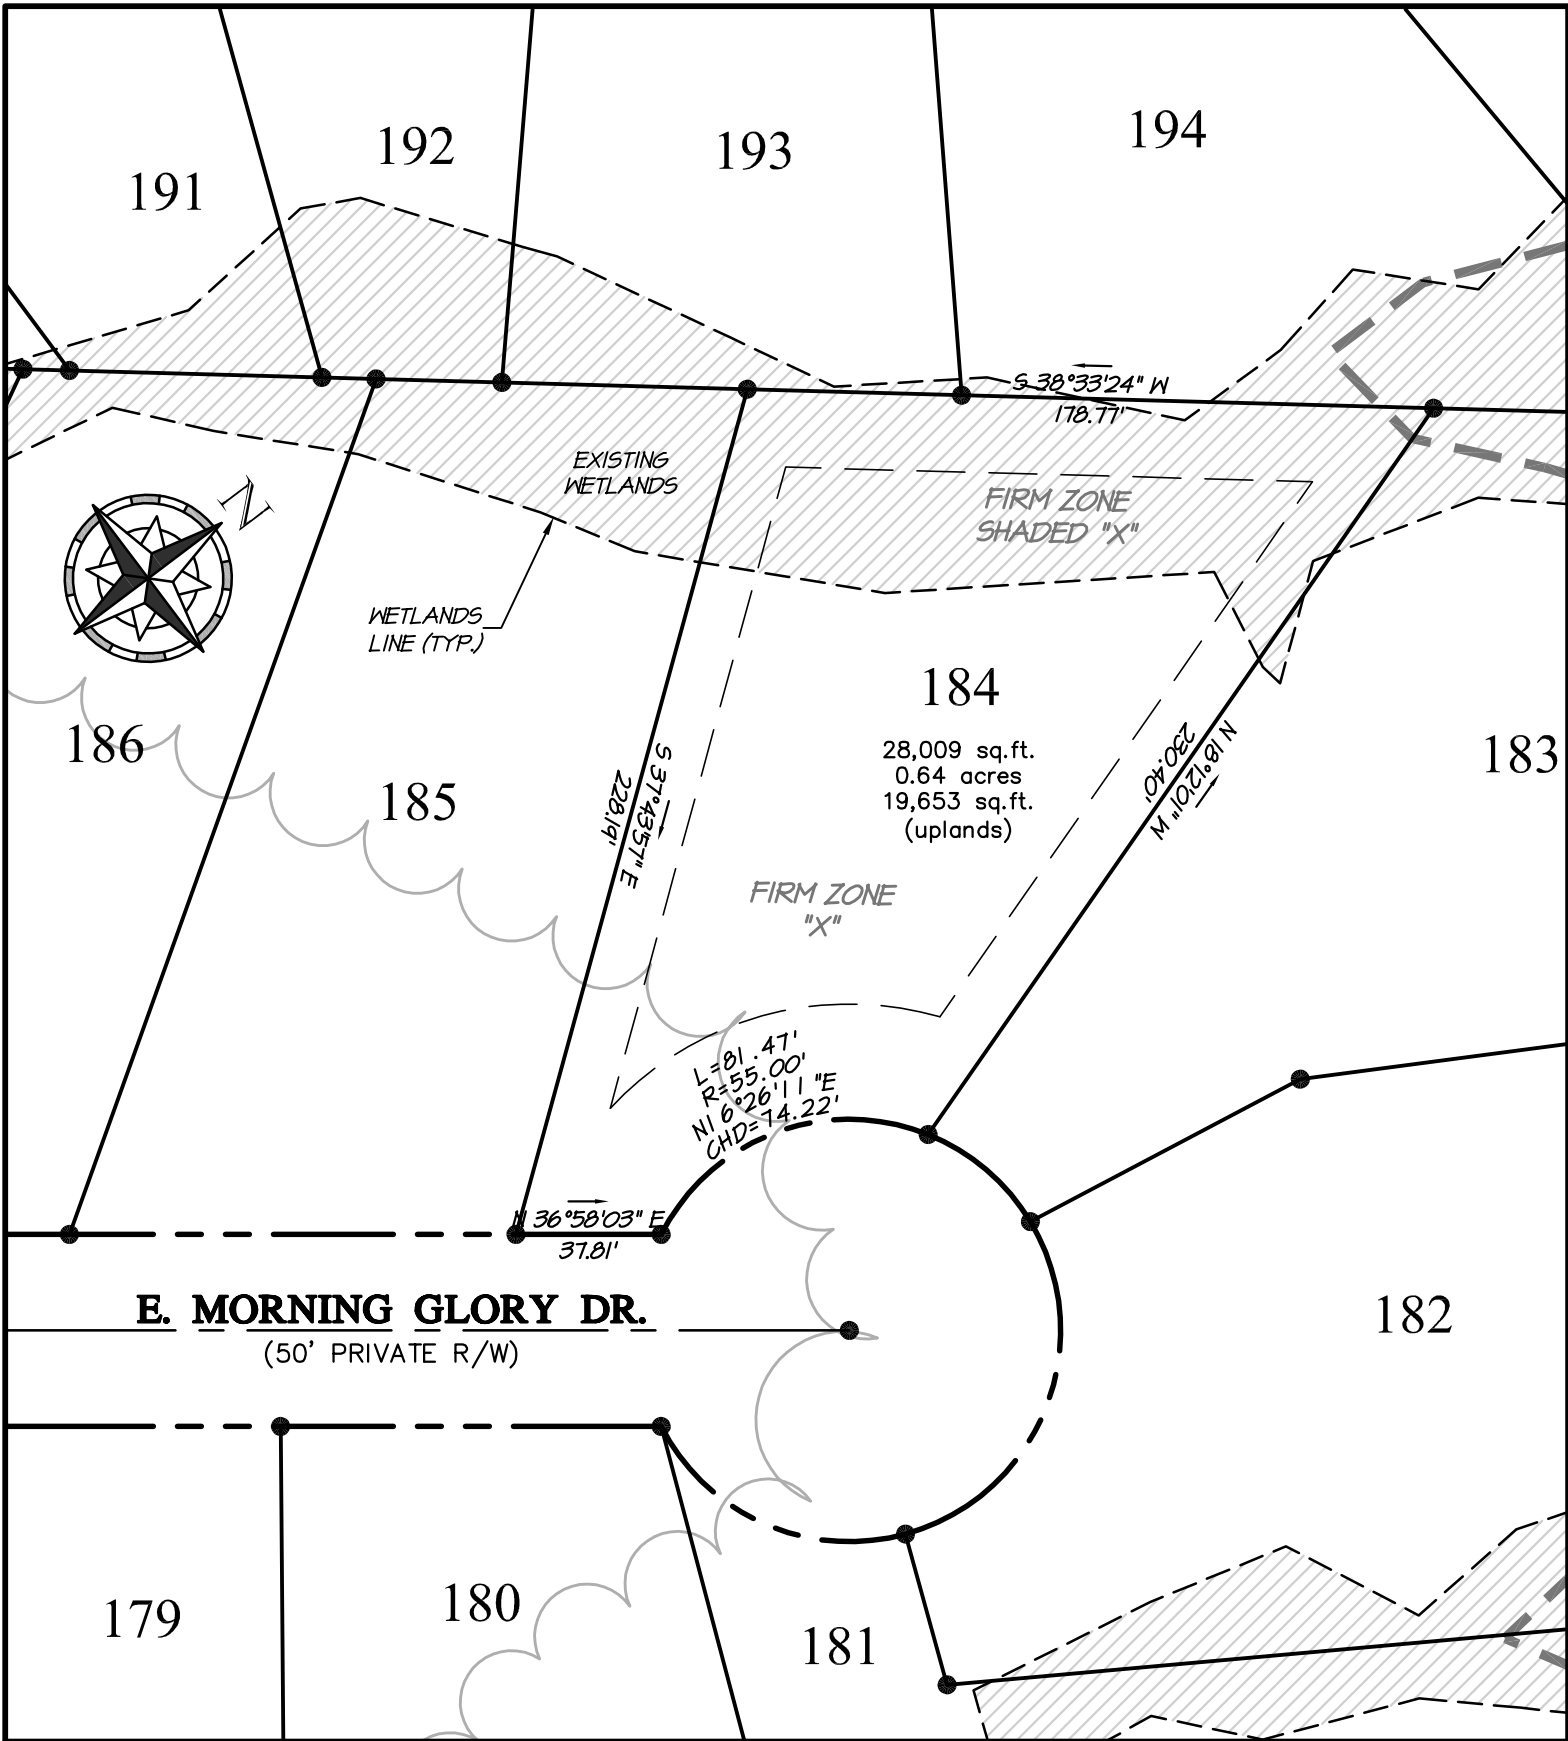 191
192
193
194
S 38°33'24" W
178.77'
EXISTING
WETLANDS
FIRM ZONE
SHADED "X"
N
WETLANDS
LINE (TYP.)
184
28,009 sq.ft.
0.64 acres
19,653 sq.ft.
(uplands)
186
185
183
S 37°43'57" E
228.19'
N 18°12'01" W
230.40'
FIRM ZONE
"X"
L=81.47'
R=55.00'
N16°26'11"E
CHD=74.22'
N 36°58'03" E
37.81'
E. MORNING GLORY DR.
(50' PRIVATE R/W)
182
179
180
181